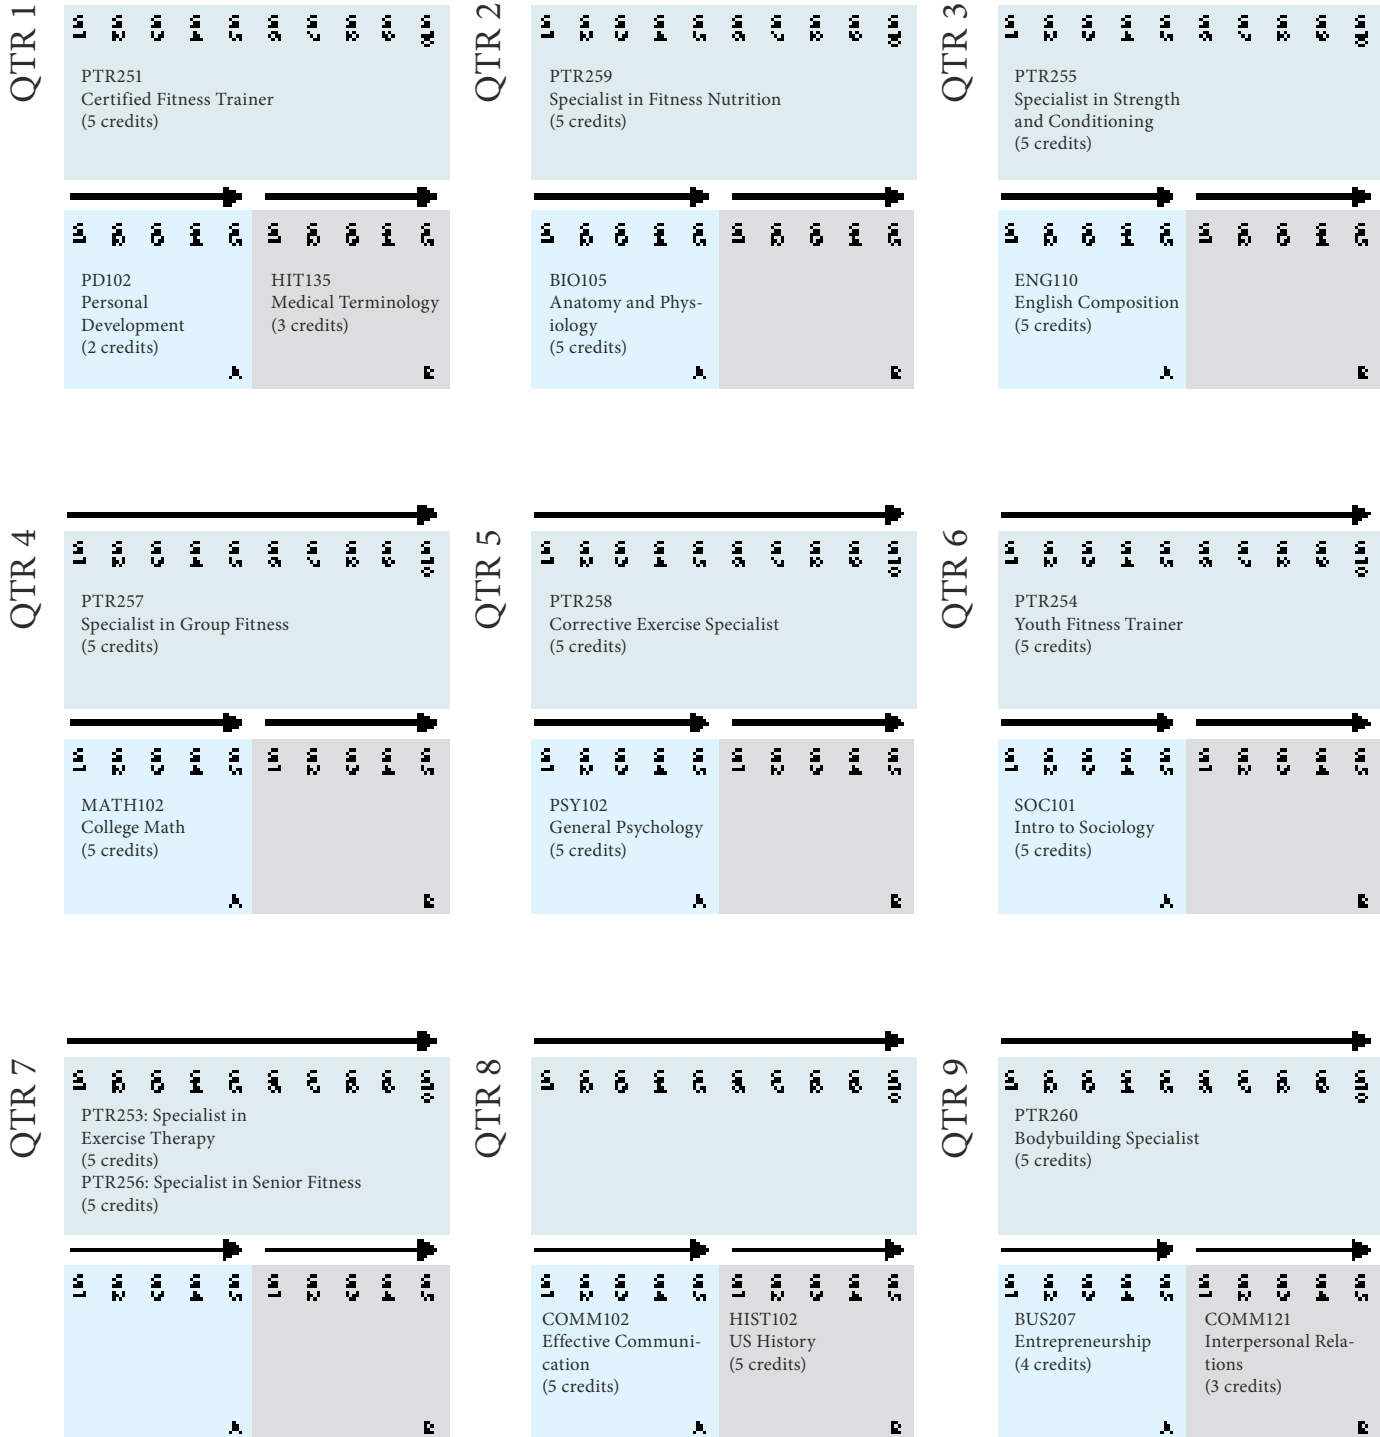 QTR 1
PTR251
Certified Fitness Trainer
(5 credits)
PD102
Personal
Development
(2 credits)
A
HIT135
Medical Terminology
(3 credits)
B
QTR 2
PTR259
Specialist in Fitness Nutrition
(5 credits)
BIO105
Anatomy and Phys-
iology
(5 credits)
A
B
QTR 3
PTR255
Specialist in Strength
and Conditioning
(5 credits)
ENG110
English Composition
(5 credits)
A
B
QTR 4
PTR257
Specialist in Group Fitness
(5 credits)
MATH102
College Math
(5 credits)
A
B
QTR 5
PTR258
Corrective Exercise Specialist
(5 credits)
PSY102
General Psychology
(5 credits)
A
B
QTR 6
PTR254
Youth Fitness Trainer
(5 credits)
SOC101
Intro to Sociology
(5 credits)
A
B
QTR 7
PTR253: Specialist in
Exercise Therapy
(5 credits)
PTR256: Specialist in Senior Fitness
(5 credits)
A
B
QTR 8
COMM102
Effective Communi-
cation
(5 credits)
A
HIST102
US History
(5 credits)
B
QTR 9
PTR260
Bodybuilding Specialist
(5 credits)
BUS207
Entrepreneurship
(4 credits)
A
COMM121
Interpersonal Rela-
tions
(3 credits)
B